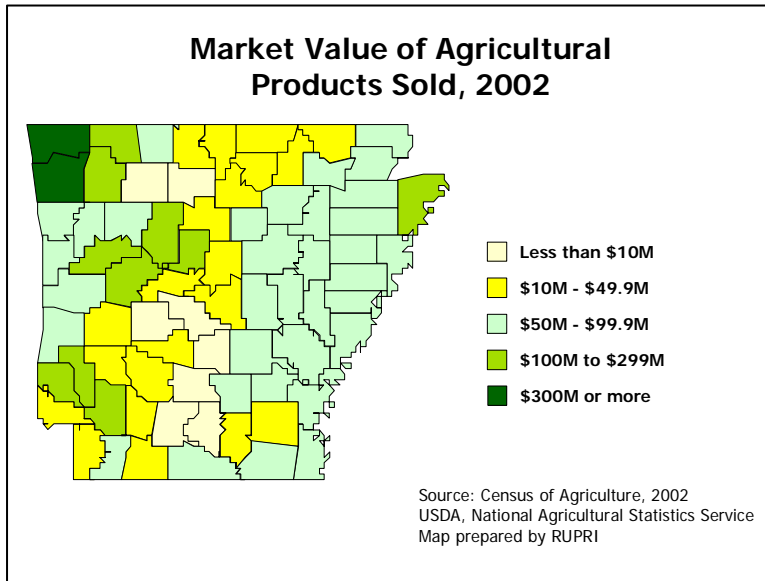 Market Value of Agricultural
Products Sold, 2002
Less than $10M
$10M - $49.9M
$50M - $99.9M
$100M to $299M
$300M or more
Source: Census of Agriculture, 2002
USDA, National Agricultural Statistics Service
Map prepared by RUPRI